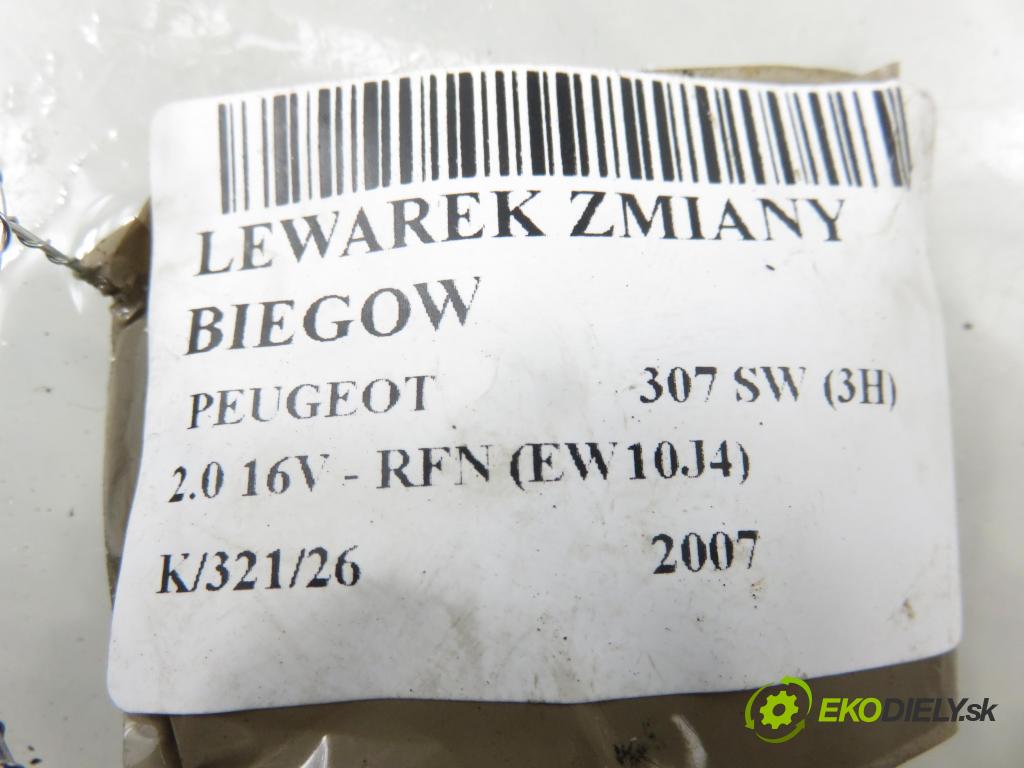 LEWAREK ZMIANY
BIEGOW
PEUGEOT 307 SW (3H)
2.0 16V - RFN (EW10J4)
K/321/26 2007
EKODIELY.sk